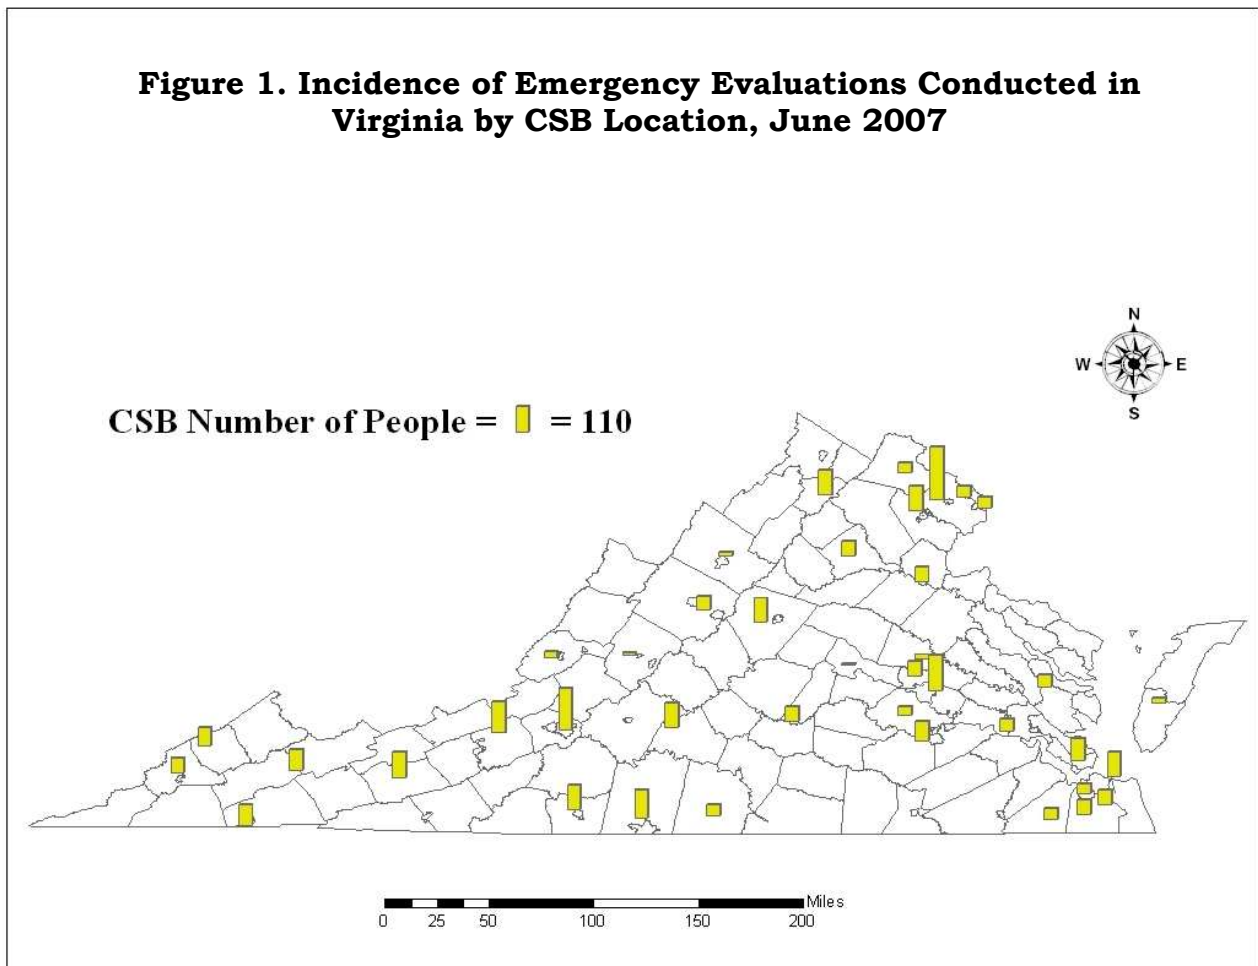 Figure 1. Incidence of Emergency Evaluations Conducted in
Virginia by CSB Location, June 2007
N
W E
S
CSB Number of People = = 110
Miles
0 25 50 100 150 200